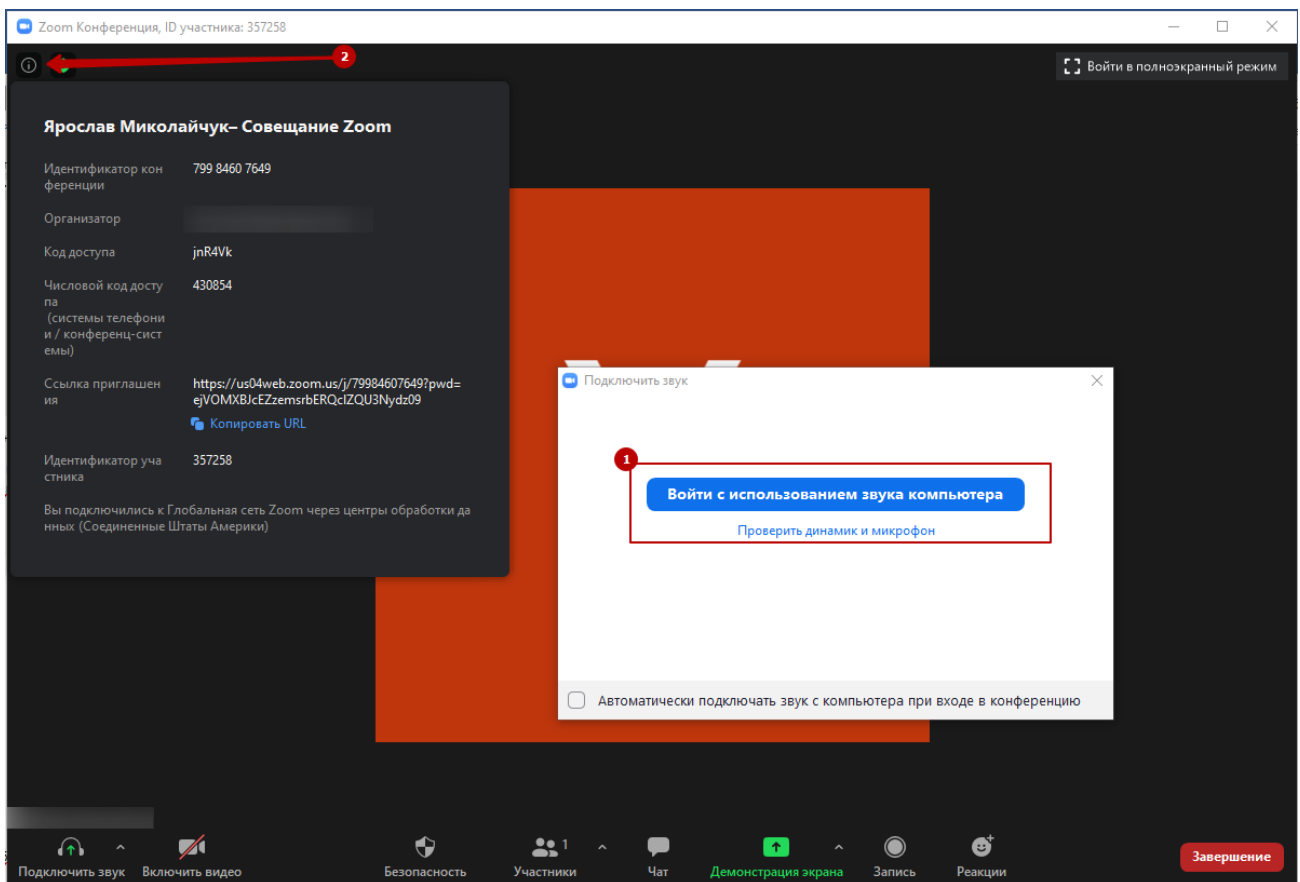 Zoom Конференция, ID участника: 357258
2
Войти в полноэкранный режим
Ярослав Миколайчук– Совещание Zoom
Идентификатор кон
ференции
799 8460 7649
Организатор
Код доступа
jnR4Vk
Числовой код досту
па
(системы телефони
и / конференц-сист
емы)
430854
Ссылка приглашен
ия
https://us04web.zoom.us/j/79984607649?pwd=
ejVOMXBJcEZzemsrbERQclZQU3Nydz09
Копировать URL
Идентификатор уча
стника
357258
Вы подключились к Глобальная сеть Zoom через центры обработки да
нных (Соединенные Штаты Америки)
Подключить звук
1
Войти с использованием звука компьютера
Проверить динамик и микрофон
Автоматически подключать звук с компьютера при входе в конференцию
Подключить звук
Включить видео
Безопасность
1
Участники
Чат
Демонстрация экрана
Запись
Реакции
Завершение